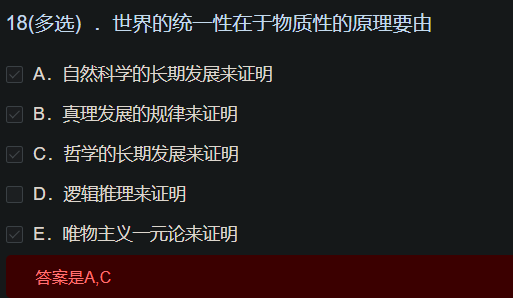 18(多选) ．世界的统一性在于物质性的原理要由
A．自然科学的长期发展来证明
B．真理发展的规律来证明
C．哲学的长期发展来证明
D．逻辑推理来证明
E．唯物主义一元论来证明
答案是A,C